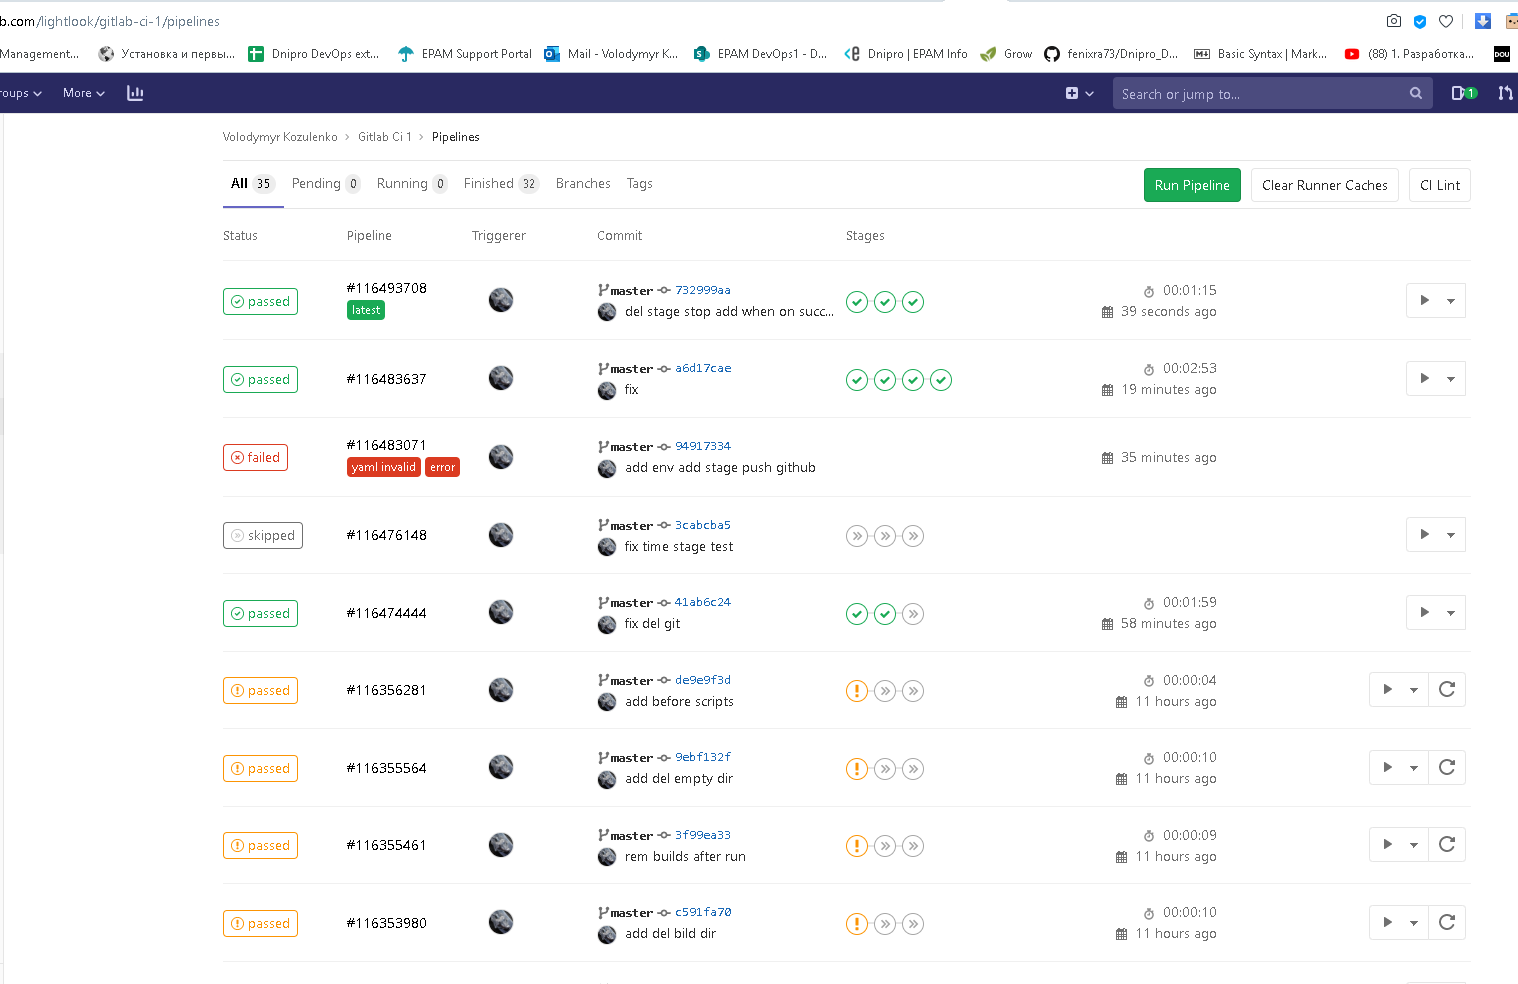 b.com/lightlook/gitlab-ci-1/pipelines
Management... Установка и первы... Dnipro DevOps ext... EPAM Support Portal Mail - Volodymyr K... EPAM DevOps1 - D... Dnipro | EPAM Info Grow fenixra73/Dnipro_D... Basic Syntax | Mark... (88) 1. Разработка... DOU
roups More Search or jump to... 1
Volodymyr Kozulenko > Gitlab Ci 1 > Pipelines
All 35 Pending 0 Running 0 Finished 32 Branches Tags Run Pipeline Clear Runner Caches CI Lint
Status Pipeline Triggerer Commit Stages
passed #116493708 latest master 732999aa 00:01:15
del stage stop add when on succ... 39 seconds ago
passed #116483637 master a6d17cae 00:02:53
fix 19 minutes ago
failed #116483071 yaml invalid error master 94917334
add env add stage push github 35 minutes ago
skipped #116476148 master 3cabcba5
fix time stage test
passed #116474444 master 41ab6c24 00:01:59
fix del git 58 minutes ago
passed #116356281 master de9e9f3d 00:00:04
add before scripts 11 hours ago
passed #116355564 master 9ebf132f 00:00:10
add del empty dir 11 hours ago
passed #116355461 master 3f99ea33 00:00:09
rem builds after run 11 hours ago
passed #116353980 master c591fa70 00:00:10
add del bild dir 11 hours ago